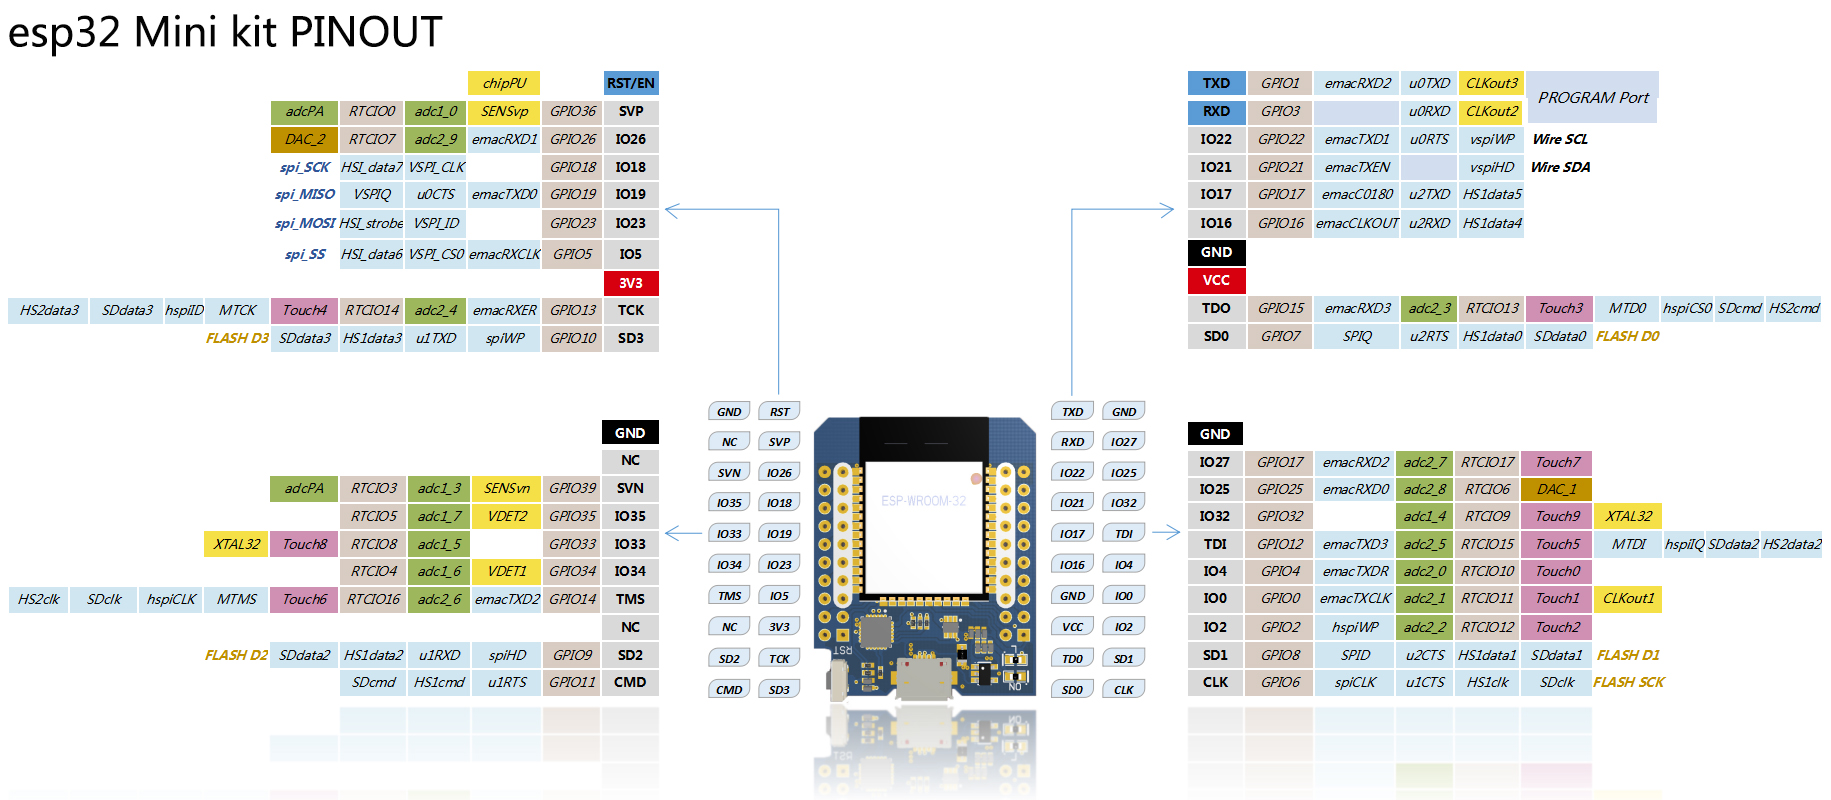 esp32 Mini kit PINOUT
chipPU RST/EN
adcPA RTCIO0 adc1_0 SENSvp GPIO36 SVP
DAC_2 RTCIO7 adc2_9 emacRXD1 GPIO26 IO26
spi_SCK HSI_data7 VSPI_CLK GPIO18 IO18
spi_MISO VSPIQ u0CTS emacTXD0 GPIO19 IO19
spi_MOSI HSI_strobe VSPI_ID GPIO23 IO23
spi_SS HSI_data6 VSPI_CS0 emacRXCLK GPIO5 IO5
3V3
HS2data3 SDdata3 hspiID MTCK Touch4 RTCIO14 adc2_4 emacRXER GPIO13 TCK
FLASH D3 SDdata3 HS1data3 u1TXD spiWP GPIO10 SD3
TXD GPIO1 emacRXD2 u0TXD CLKout3 PROGRAM Port
RXD GPIO3 u0RXD CLKout2
IO22 GPIO22 emacTXD1 u0RTS vspiWP Wire SCL
IO21 GPIO21 emacTXEN vspiHD Wire SDA
IO17 GPIO17 emacC0180 u2TXD HS1data5
IO16 GPIO16 emacCLKOUT u2RXD HS1data4
GND
VCC
TDO GPIO15 emacRXD3 adc2_3 RTCIO13 Touch3 MTD0 hspiCS0 SDcmd HS2cmd
SD0 GPIO7 SPIQ u2RTS HS1data0 SDdata0 FLASH D0
GND
NC
adcPA RTCIO3 adc1_3 SENSvn GPIO39 SVN
RTCIO5 adc1_7 VDET2 GPIO35 IO35
XTAL32 Touch8 RTCIO8 adc1_5 GPIO33 IO33
RTCIO4 adc1_6 VDET1 GPIO34 IO34
HS2clk SDclk hspiCLK MTMS Touch6 RTCIO16 adc2_6 emacTXD2 GPIO14 TMS
NC
FLASH D2 SDdata2 HS1data2 u1RXD spiHD GPIO9 SD2
SDcmd HS1cmd u1RTS GPIO11 CMD
GND RST
NC SVP
SVN IO26
IO35 IO18
IO33 IO19
IO34 IO23
TMS IO5
NC 3V3
SD2 TCK
CMD SD3
ESP-WROOM-32
RST
L
ON
TXD GND
RXD IO27
IO22 IO25
IO21 IO32
IO17 TDI
IO16 IO4
GND IO0
VCC IO2
TD0 SD1
SD0 CLK
GND
IO27 GPIO17 emacRXD2 adc2_7 RTCIO17 Touch7
IO25 GPIO25 emacRXD0 adc2_8 RTCIO6 DAC_1
IO32 GPIO32 adc1_4 RTCIO9 Touch9 XTAL32
TDI GPIO12 emacTXD3 adc2_5 RTCIO15 Touch5 MTDI hspiIQ SDdata2 HS2data2
IO4 GPIO4 emacTXDR adc2_0 RTCIO10 Touch0
IO0 GPIO0 emacTXCLK adc2_1 RTCIO11 Touch1 CLKout1
IO2 GPIO2 hspiWP adc2_2 RTCIO12 Touch2
SD1 GPIO8 SPID u2CTS HS1data1 SDdata1 FLASH D1
CLK GPIO6 spiCLK u1CTS HS1clk SDclk FLASH SCK